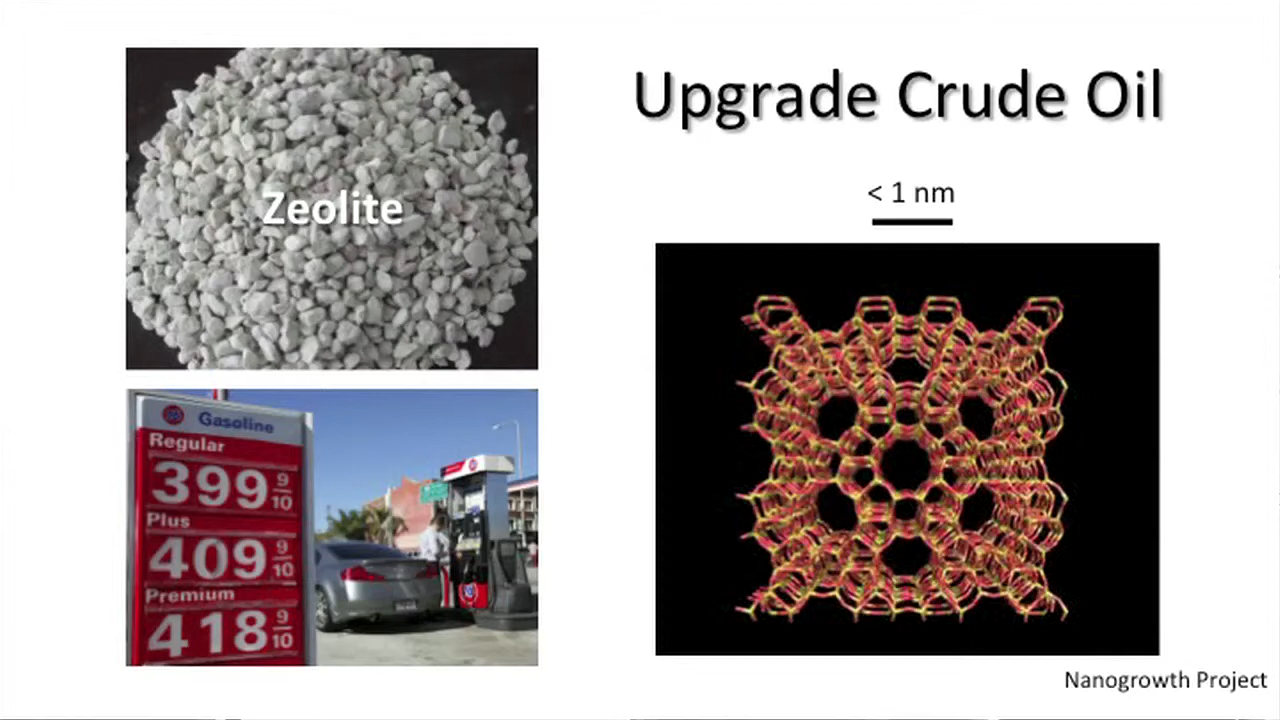 Upgrade Crude Oil
Zeolite
< 1 nm
Gasoline
Regular
399 9/10
Plus
409 9/10
Premium
418 9/10
Nanogrowth Project